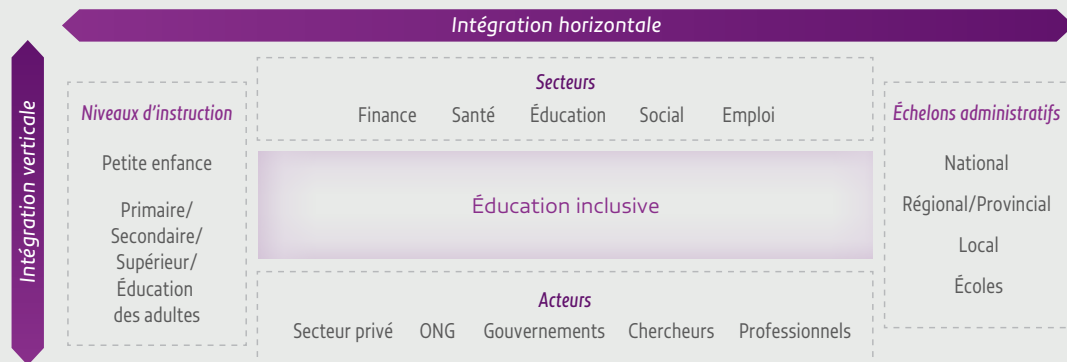 Intégration horizontale
Intégration verticale
Niveaux d'instruction
Petite enfance
Primaire/
Secondaire/
Supérieur/
Éducation
des adultes
Secteurs
Finance Santé Éducation Social Emploi
Éducation inclusive
Acteurs
Secteur privé ONG Gouvernements Chercheurs Professionnels
Échelons administratifs
National
Régional/Provincial
Local
Écoles